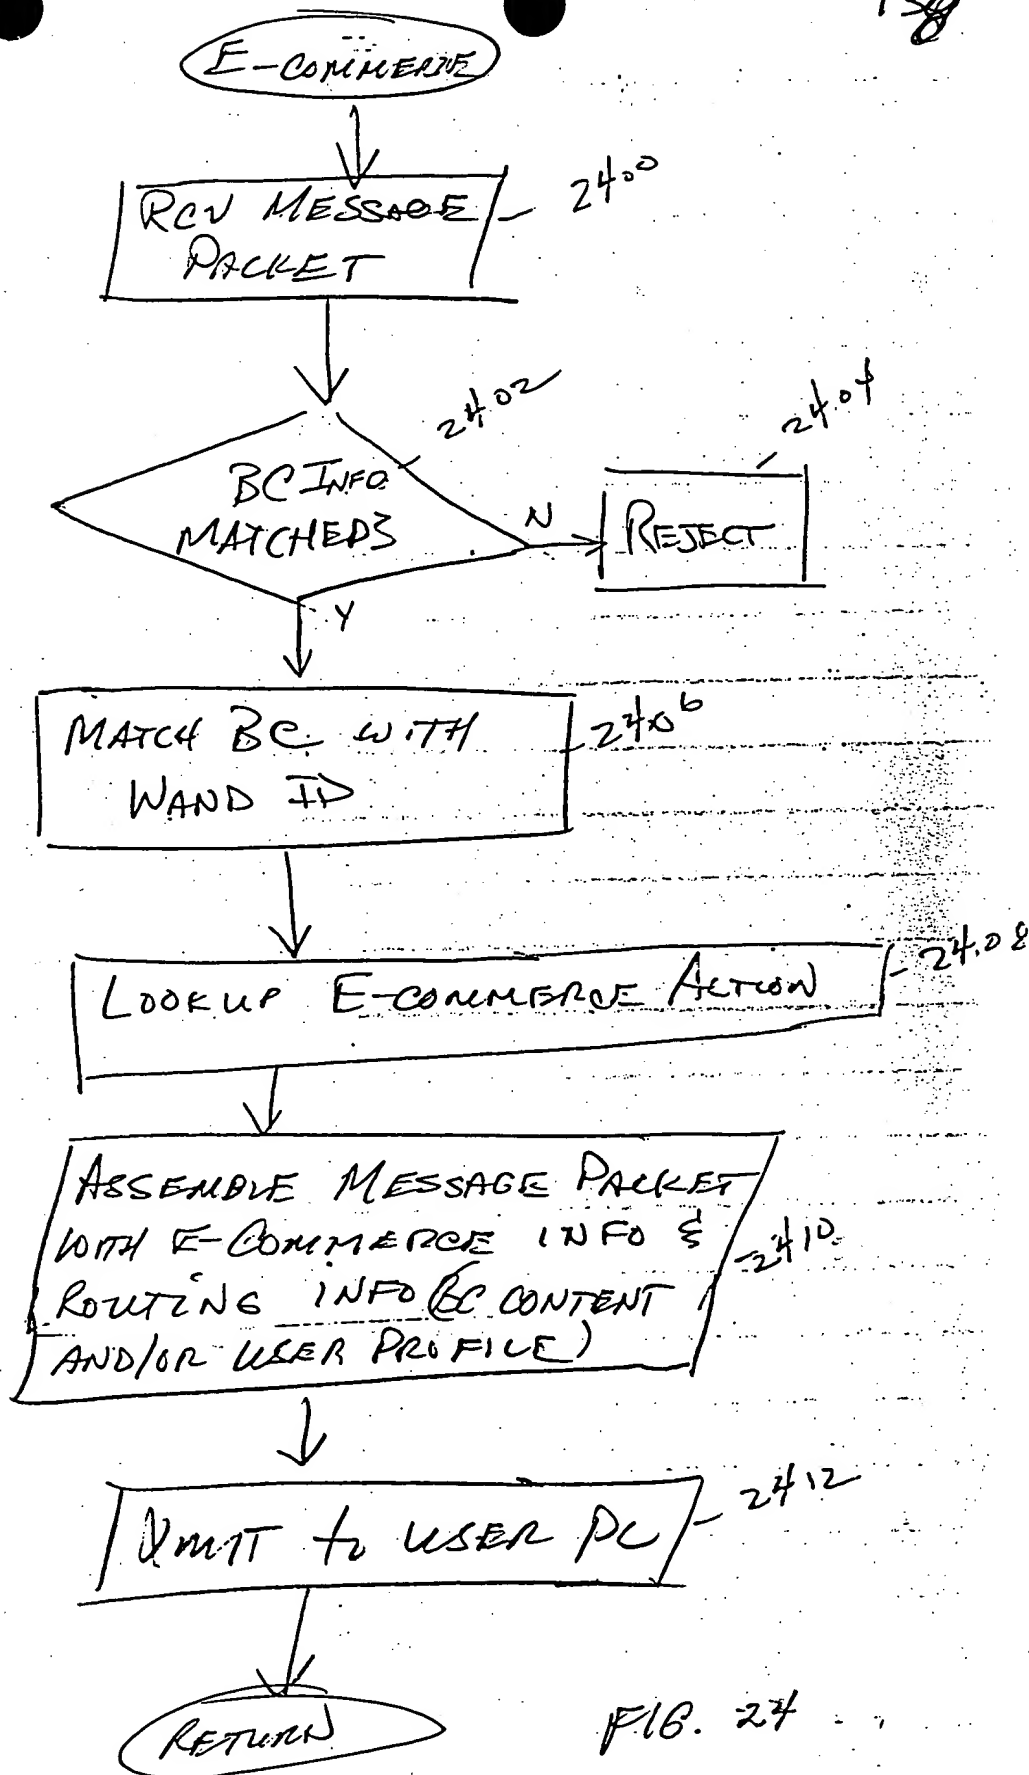 E-COMMERCE
RCV MESSAGE
2400
PACKET
2402
2404
BC INFO
MATCHED?
N
REJECT
Y
MATCH BC WITH
2406
WAND ID
2408
LOOKUP E-COMMERCE ACTION
ASSEMBLE MESSAGE PACKET
WITH E-COMMERCE INFO &
2410
ROUTING INFO (BC CONTENT
AND/OR USER PROFILE)
2412
XMIT to USER PC
RETURN
FIG. 24